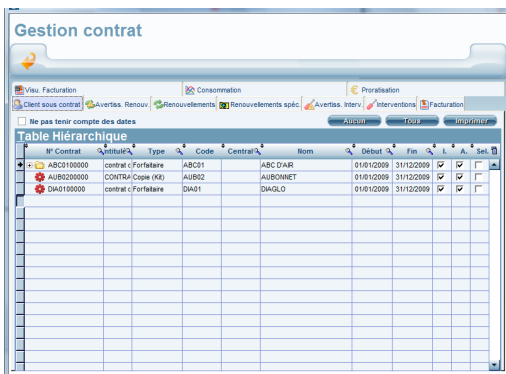 Gestion contrat
Visu. Facturation Consommation Proratisation
Client sous contrat Avertiss. Renouv. Renouvellements Renouvellements spéc. Avertiss. Interv. Interventions Facturation
Ne pas tenir compte des dates Aucun Tous Imprimer
Table Hiérarchique
N° Contrat ntitulé Type Code Central Nom Début Fin I. A. Sel.
ABC0100000 contrat c Forfaitaire ABC01 ABC D'AIR 01/01/2009 31/12/2009
AUB0200000 CONTRA Copie (Kit) AUB02 AUBONNET 01/01/2009 31/12/2009
DIA0100000 contrat c Forfaitaire DIA01 DIAGLO 01/01/2009 31/12/2009